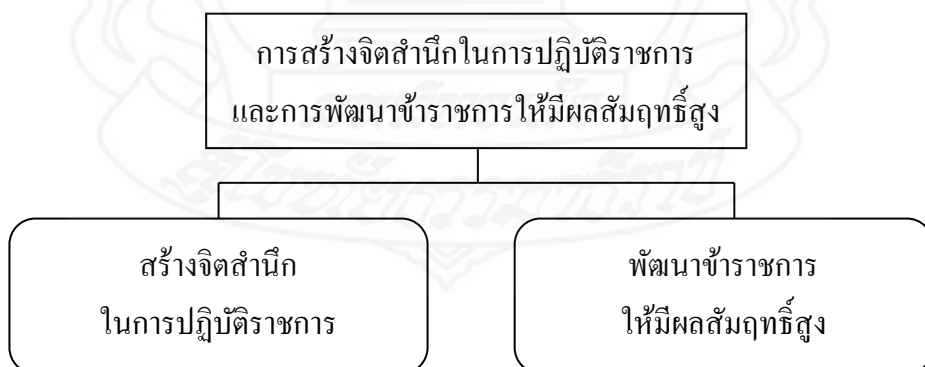 การสร้างจิตสำนึกในการปฏิบัติราชการ
และการพัฒนาข้าราชการให้มีผลสัมฤทธิ์สูง
สร้างจิตสำนึก
ในการปฏิบัติราชการ
พัฒนาข้าราชการ
ให้มีผลสัมฤทธิ์สูง